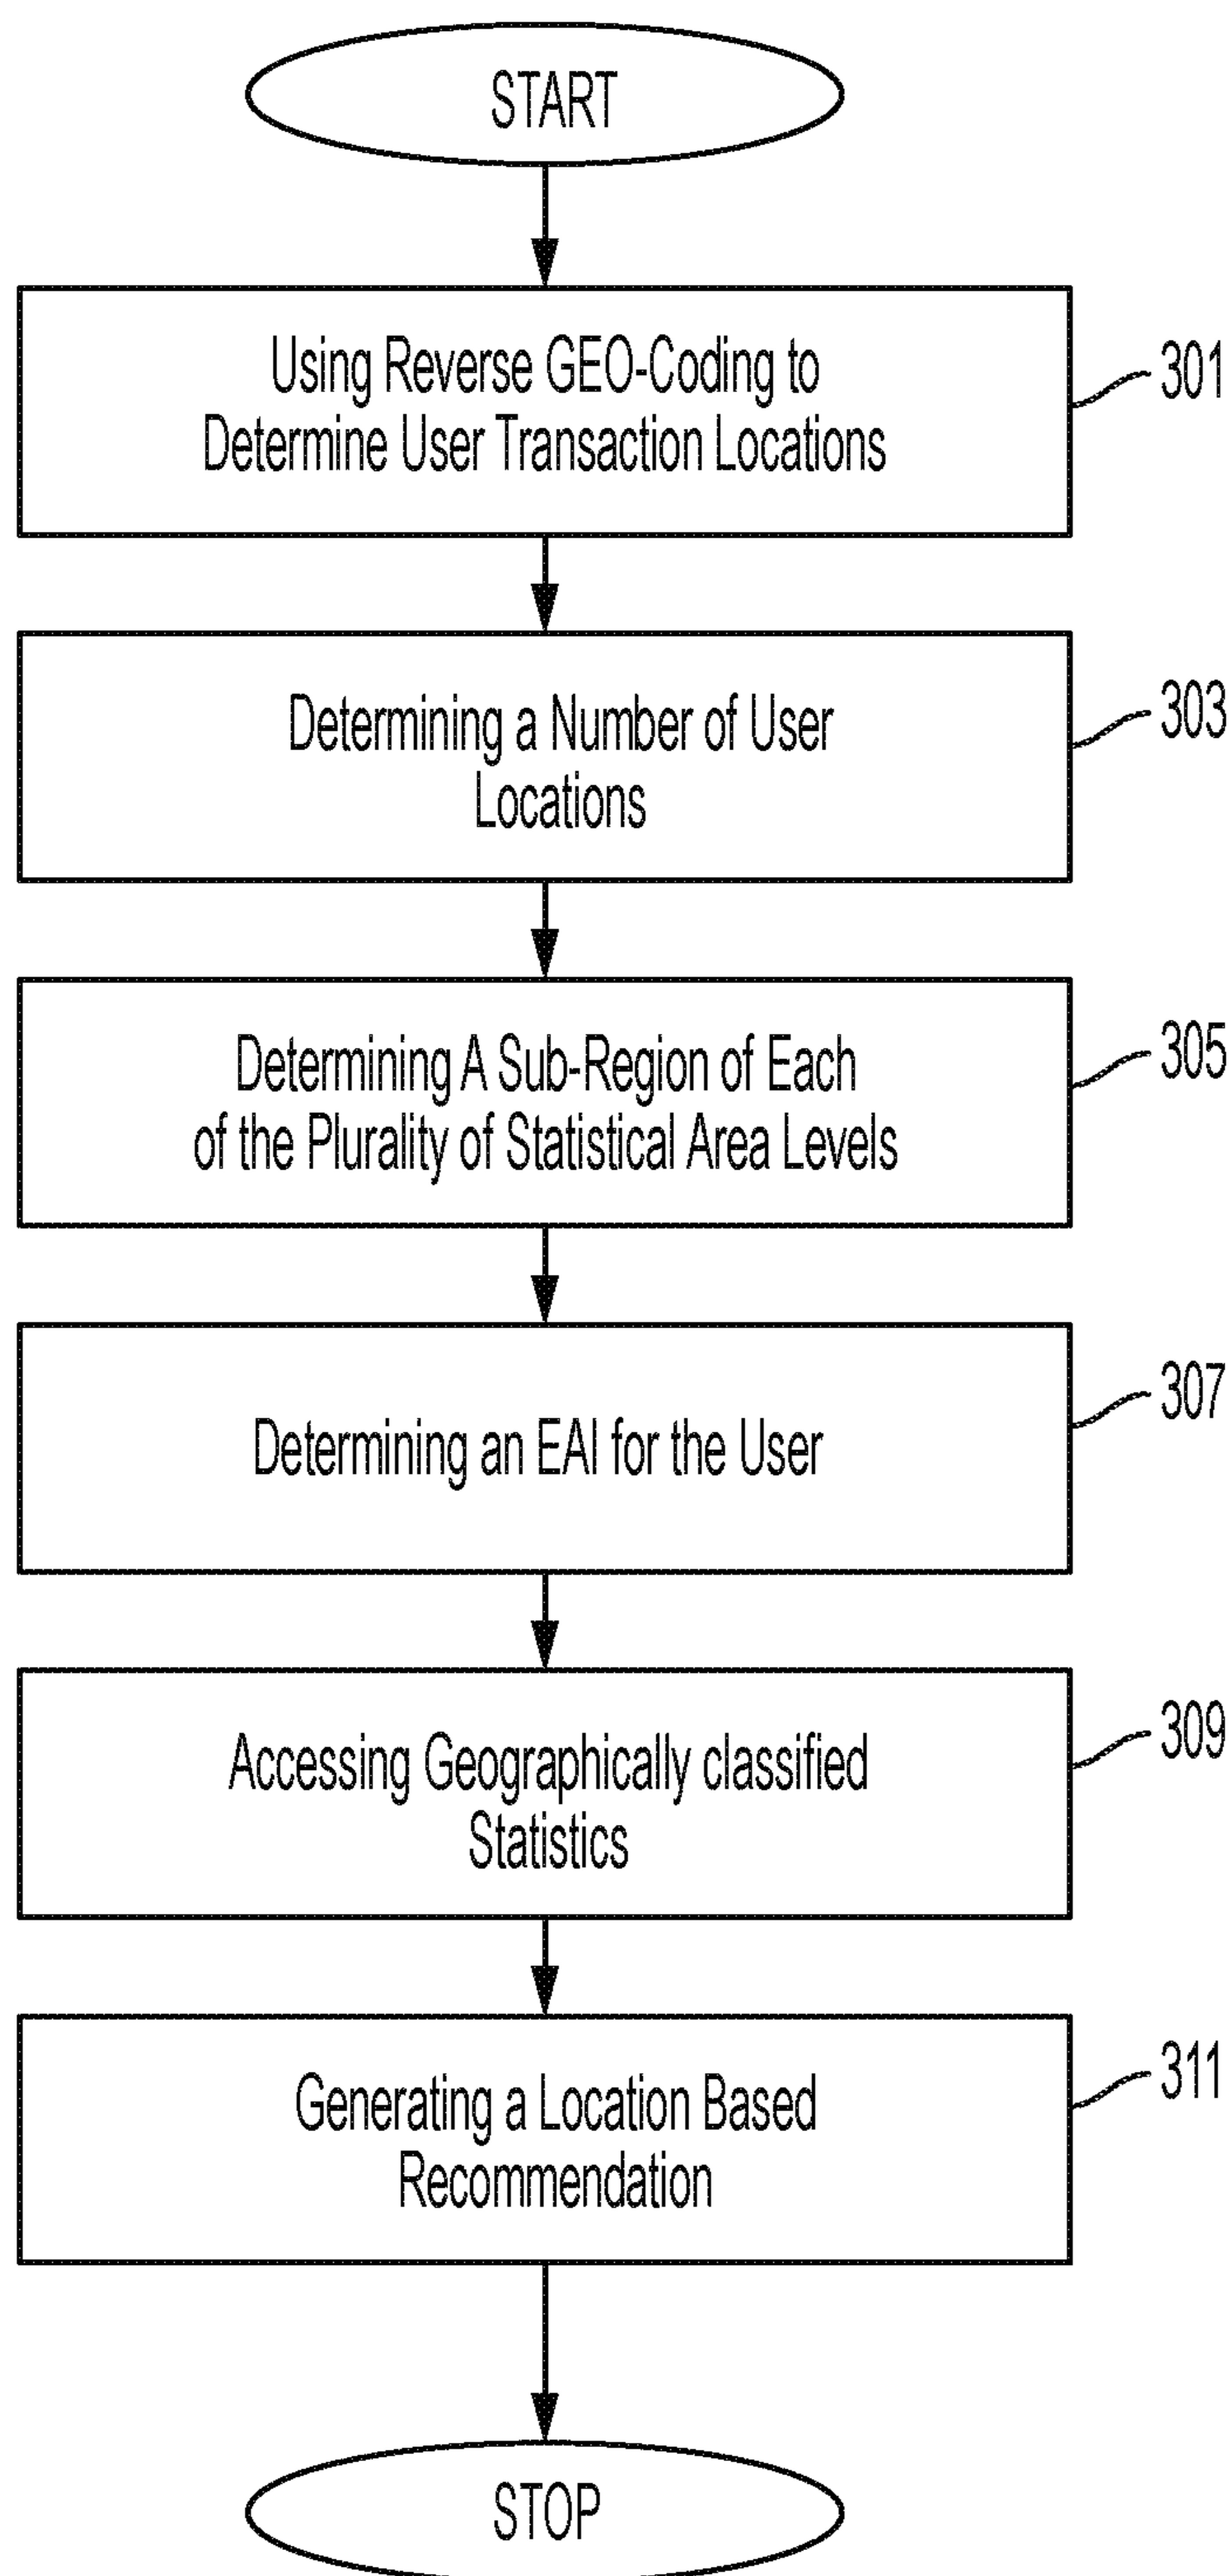 START
Using Reverse GEO-Coding to
Determine User Transaction Locations
301
Determining a Number of User
Locations
303
Determining A Sub-Region of Each
of the Plurality of Statistical Area Levels
305
Determining an EAI for the User
307
Accessing Geographically classified
Statistics
309
Generating a Location Based
Recommendation
311
STOP